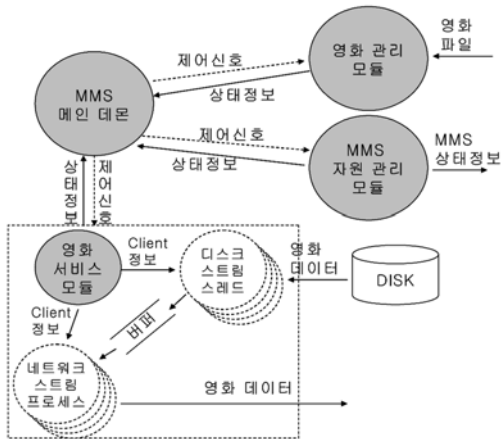 MMS
메인 데몬
제어신호
상태정보
영화 관리
모듈
영화
파일
제어신호
상태정보
MMS
자원 관리
모듈
MMS
상태정보
상태정보
제어신호
영화
서비스
모듈
Client
정보
디스크
스트링
스레드
영화
데이터
DISK
Client
정보
버퍼
네트워크
스트링
프로세스
영화 데이터